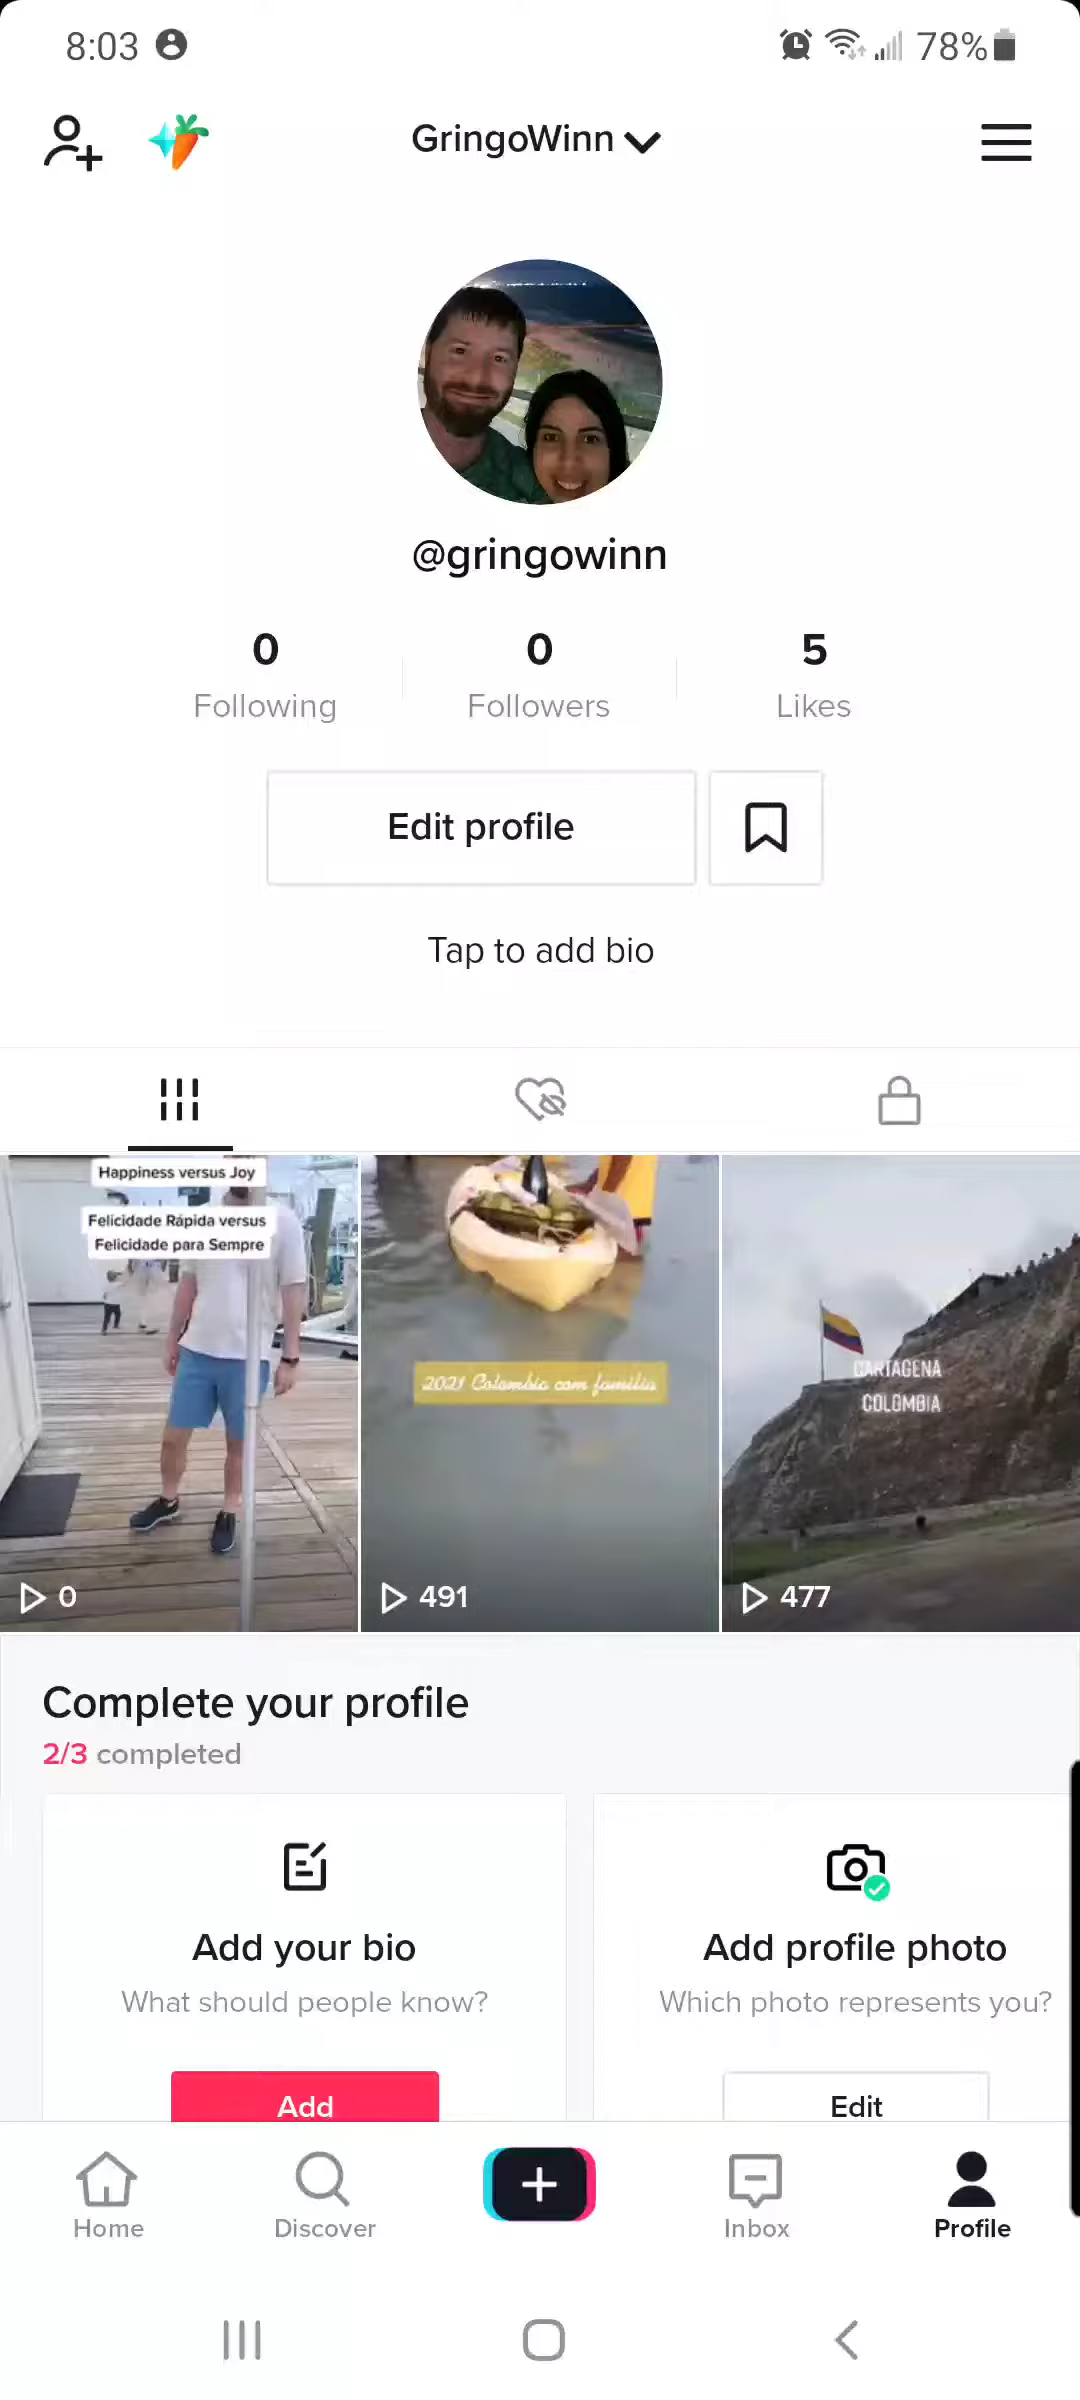 8:03
78%
GringoWinn
@gringowinn
0
0
5
Following
Followers
Likes
Edit profile
Tap to add bio
Happiness versus Joy
Felicidade Rápida versus
Felicidade para Sempre
0
2021 Colombia com familia
491
CARTAGENA
COLOMBIA
477
Complete your profile
2/3 completed
Add your bio
What should people know?
Add
Add profile photo
Which photo represents you?
Edit
Home
Discover
Inbox
Profile